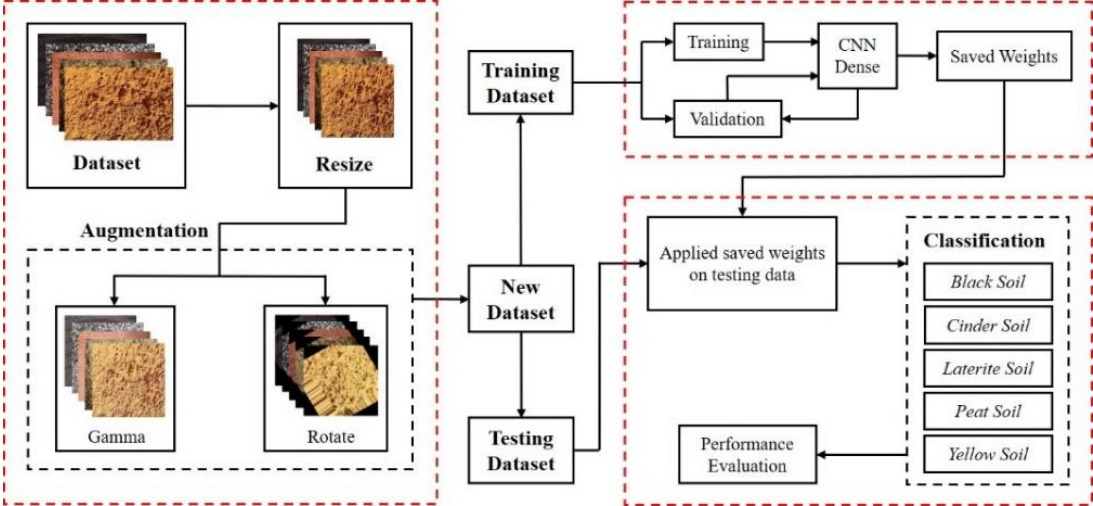 Dataset
Resize
Augmentation
Gamma
Rotate
Training
Dataset
New
Dataset
Testing
Dataset
Training
Validation
CNN
Dense
Saved Weights
Applied saved weights
on testing data
Classification
Black Soil
Cinder Soil
Laterite Soil
Peat Soil
Yellow Soil
Performance
Evaluation